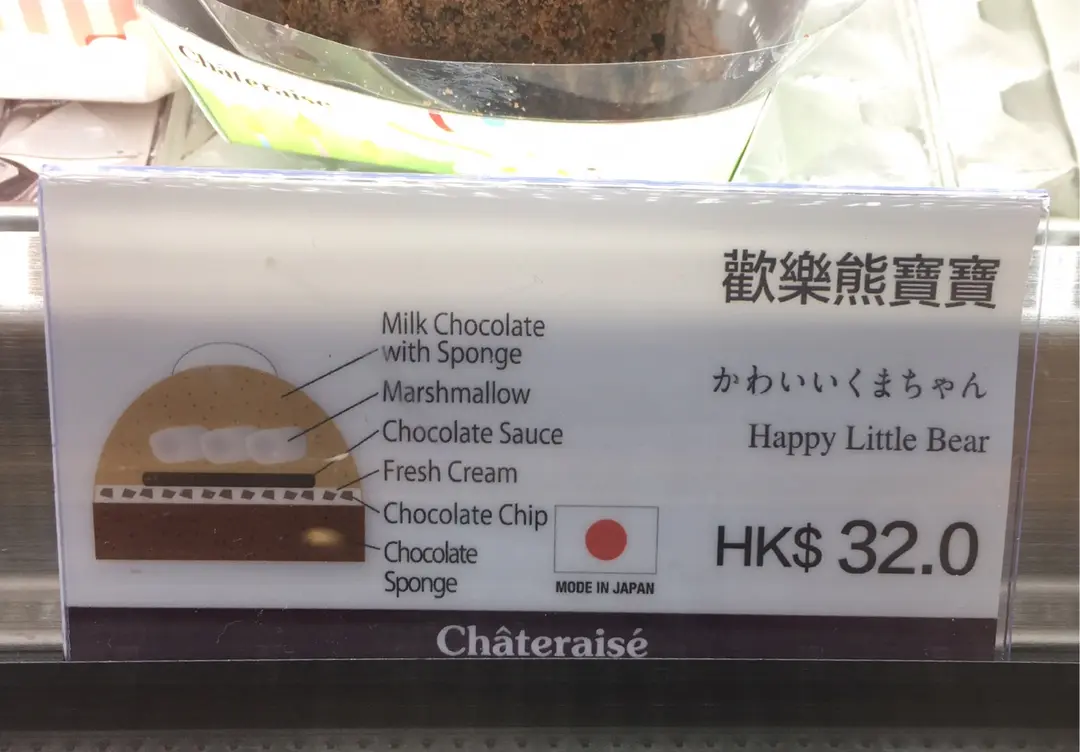 Châteraisé
歡樂熊寶寶
かわいいくまちゃん
Happy Little Bear
Milk Chocolate
with Sponge
Marshmallow
Chocolate Sauce
Fresh Cream
Chocolate Chip
Chocolate
Sponge
MODE IN JAPAN
HK$ 32.0
Châteraisé